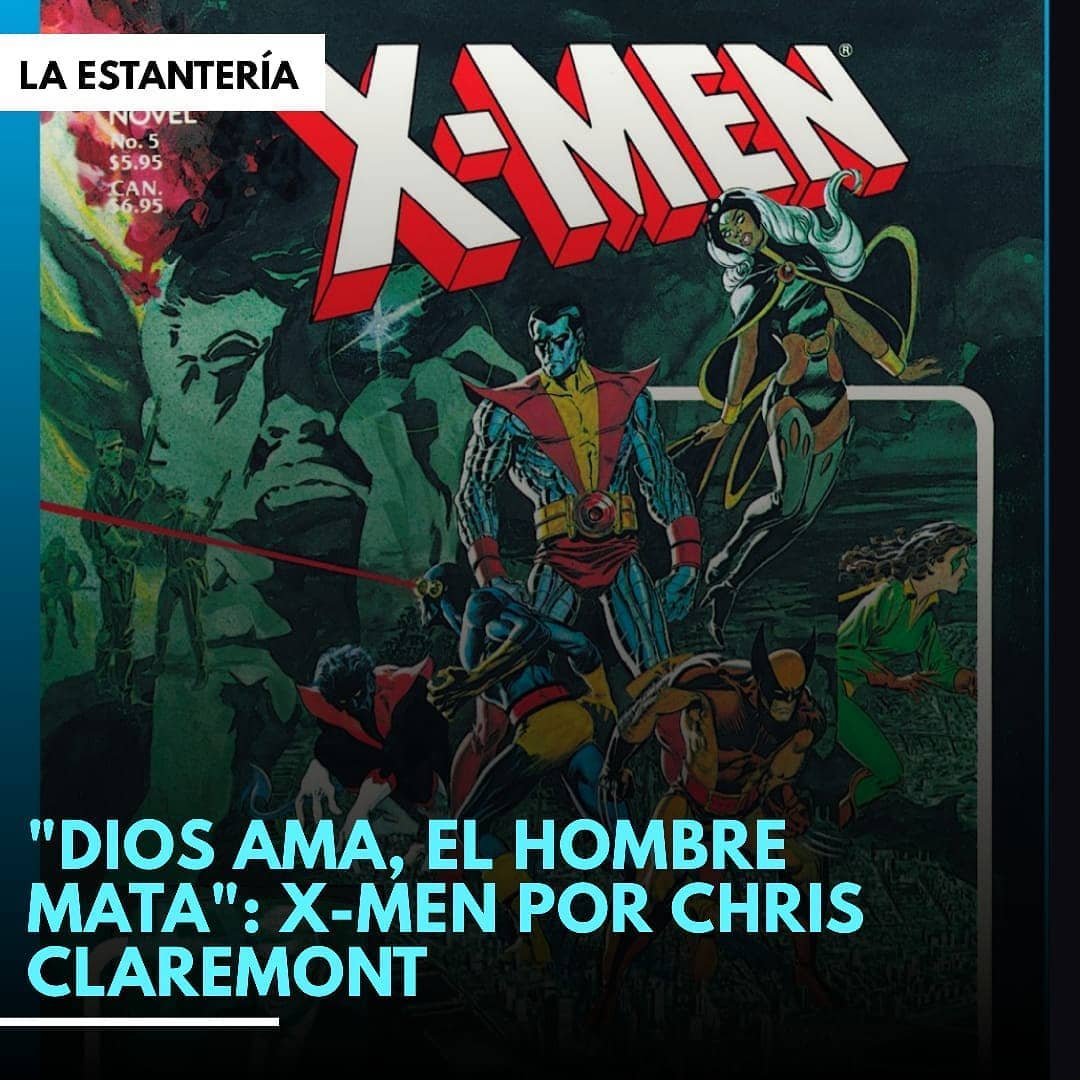 LA ESTANTERÍA
X-MEN®
NOVEL
No. 5
$5.95
CAN.
$6.95
"DIOS AMA, EL HOMBRE
MATA": X-MEN POR CHRIS
CLAREMONT